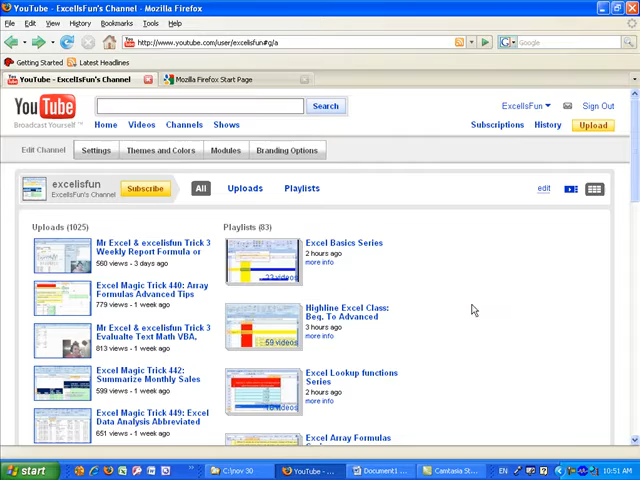 YouTube - ExcelIsFun's Channel - Mozilla Firefox
File Edit View History Bookmarks Tools Help
http://www.youtube.com/user/excelisfun#g/a
Google
Getting Started Latest Headlines
YouTube - ExcelIsFun's Channel
Mozilla Firefox Start Page
YouTube
Broadcast Yourself™
Search
ExcelIsFun
Sign Out
Home Videos Channels Shows
Subscriptions History Upload
Edit Channel Settings Themes and Colors Modules Branding Options
excelisfun
ExcelIsFun's Channel
Subscribe
All Uploads Playlists
edit
Uploads (1025)
Playlists (83)
Mr Excel & excelisfun Trick 3
Weekly Report Formula or
560 views - 3 days ago
Excel Magic Trick 440: Array
Formulas Advanced Tips
779 views - 1 week ago
Mr Excel & excelisfun Trick 3
Evaluate Text Math VBA,
813 views - 1 week ago
Excel Magic Trick 442:
Summarize Monthly Sales
599 views - 1 week ago
Excel Magic Trick 449: Excel
Data Analysis Abbreviated
651 views - 1 week ago
Excel Basics Series
2 hours ago
more info
23 videos
Highline Excel Class:
Beg. To Advanced
3 hours ago
more info
59 videos
Excel Lookup functions
Series
2 hours ago
more info
Excel Array Formulas
start
C:\nov 30
YouTube - ...
Document1 ...
Camtasia St...
EN
10:51 AM